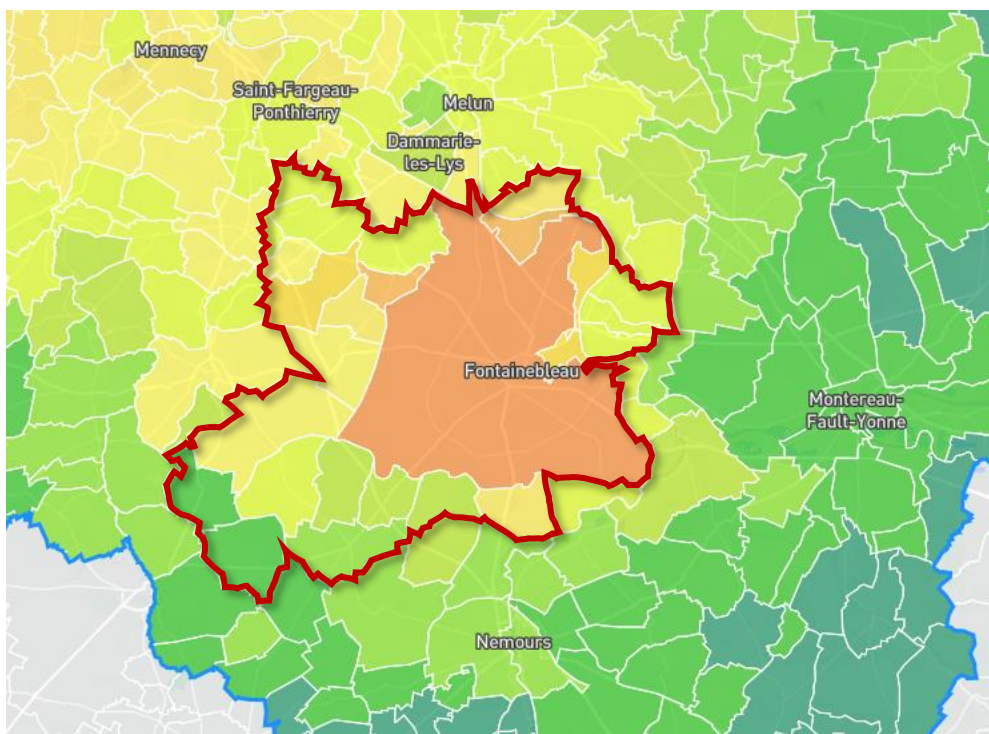 Mennecy
Saint-Fargeau-
Ponthierry
Melun
Dammarie-
les-Lys
Fontainebleau
Montereau-
Fault-Yonne
Nemours